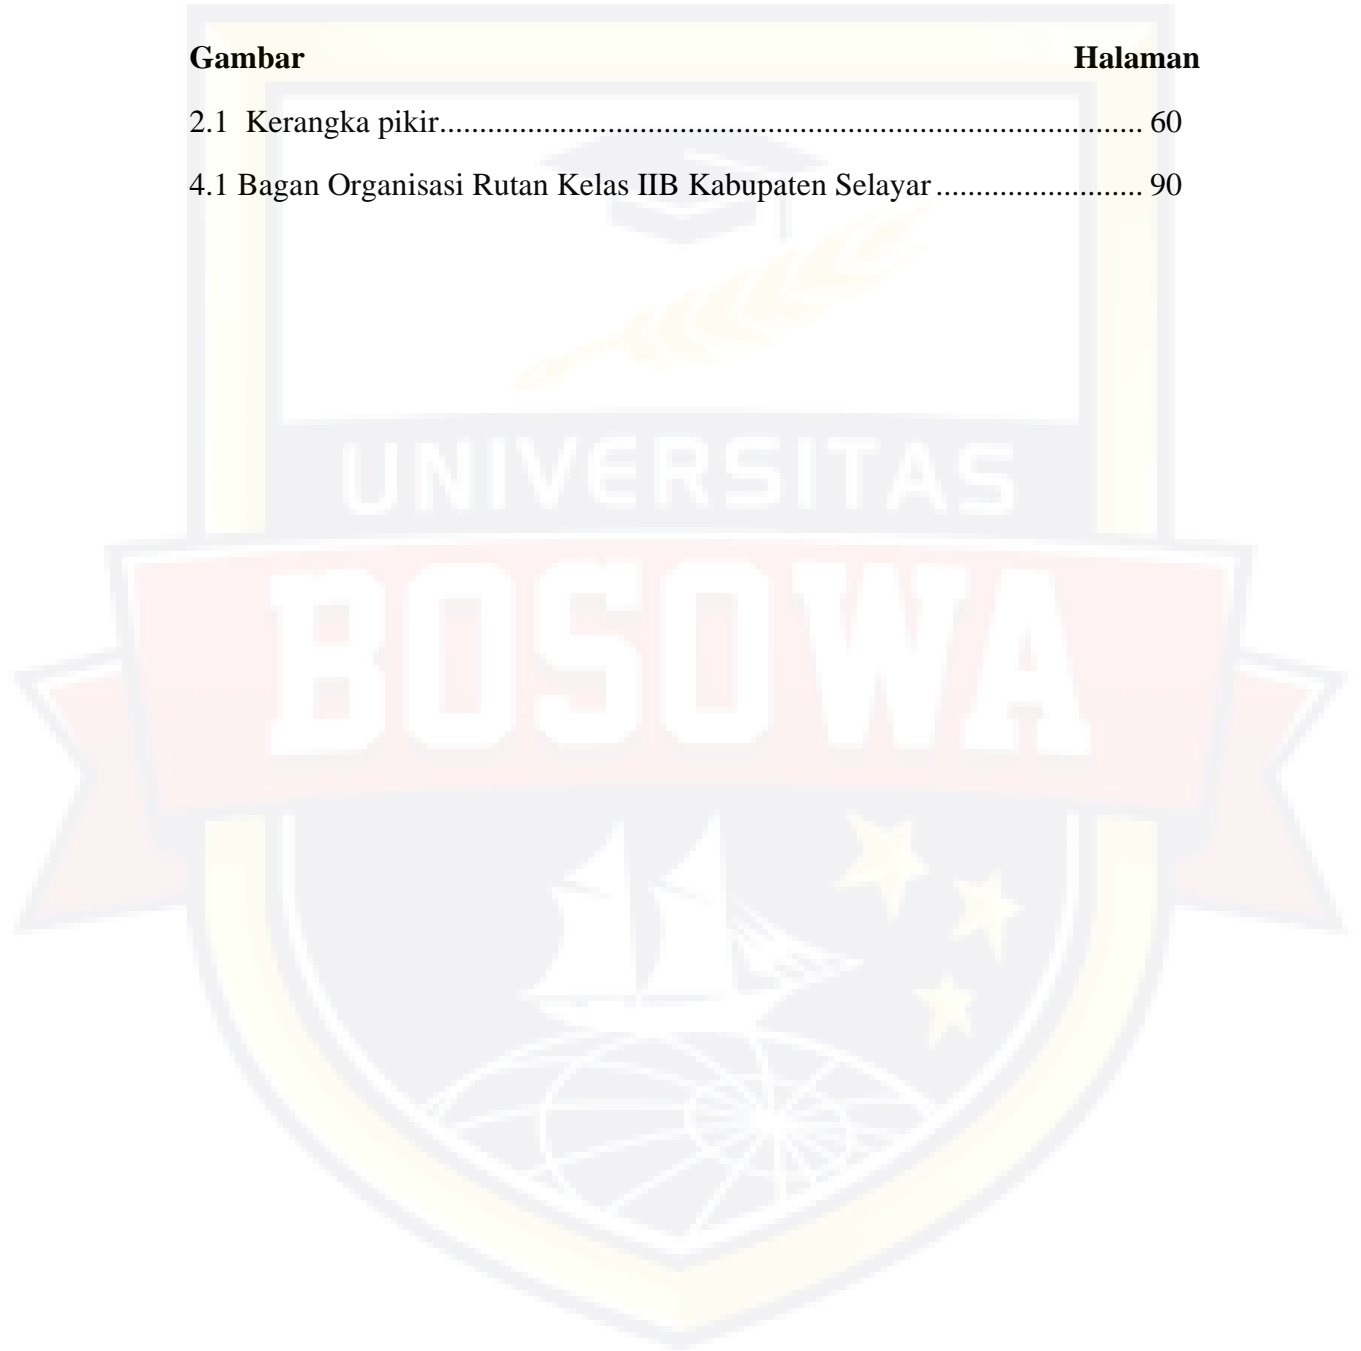 Gambar Halaman
2.1 Kerangka pikir........................................................................................ 60
4.1 Bagan Organisasi Rutan Kelas IIB Kabupaten Selayar.......................... 90
UNIVERSITAS
BOSOWA